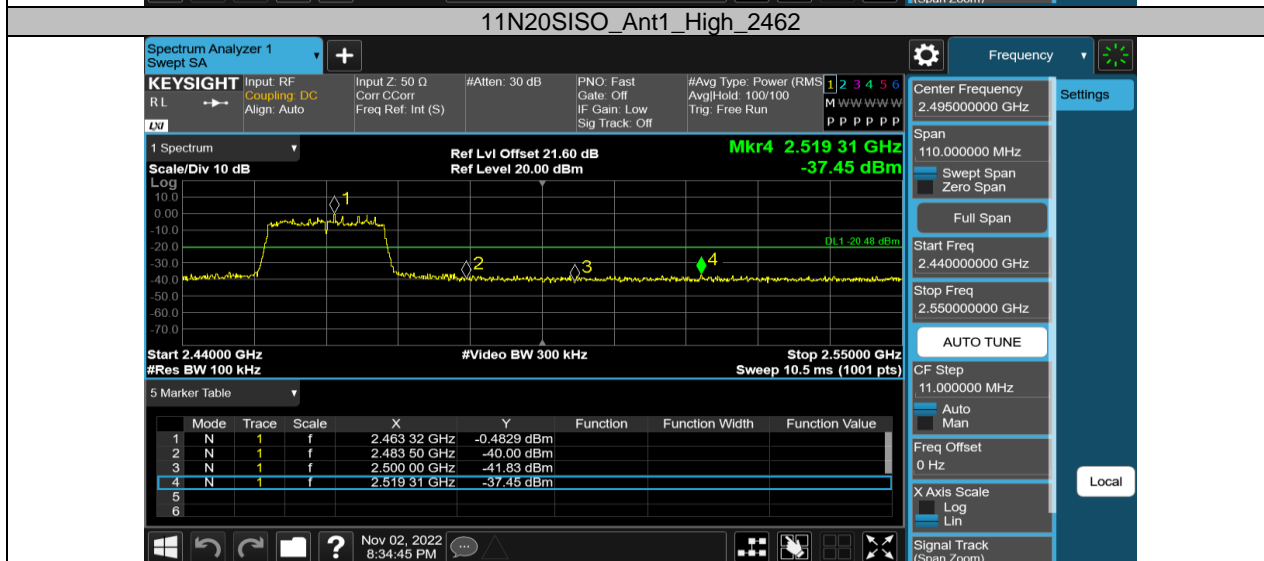 (Span Zoom)
11N20SISO_Ant1_High_2462
Spectrum Analyzer 1
Swept SA
Frequency
KEYSIGHT
RL
LXI
Input: RF
Coupling: DC
Align: Auto
Input Z: 50 Ω
Corr CCorr
Freq Ref: Int (S)
#Atten: 30 dB
PNO: Fast
Gate: Off
IF Gain: Low
Sig Track: Off
#Avg Type: Power (RMS
Avg|Hold: 100/100
Trig: Free Run
1 2 3 4 5 6
M W W W W W
P P P P P P
1 Spectrum
Scale/Div 10 dB
Ref Lvl Offset 21.60 dB
Ref Level 20.00 dBm
Mkr4 2.519 31 GHz
-37.45 dBm
Log
10.0
0.00
-10.0
-20.0
-30.0
-40.0
-50.0
-60.0
-70.0
1
2
3
4
DL1 -20.48 dBm
Start 2.44000 GHz
#Video BW 300 kHz
Stop 2.55000 GHz
#Res BW 100 kHz
Sweep 10.5 ms (1001 pts)
5 Marker Table
Mode Trace Scale X Y Function Function Width Function Value
1 N 1 f 2.463 32 GHz -0.4829 dBm
2 N 1 f 2.483 50 GHz -40.00 dBm
3 N 1 f 2.500 00 GHz -41.83 dBm
4 N 1 f 2.519 31 GHz -37.45 dBm
5
6
Nov 02, 2022
8:34:45 PM
Center Frequency
2.495000000 GHz
Settings
Span
110.000000 MHz
Swept Span
Zero Span
Full Span
Start Freq
2.440000000 GHz
Stop Freq
2.550000000 GHz
AUTO TUNE
CF Step
11.000000 MHz
Auto
Man
Freq Offset
0 Hz
Local
X Axis Scale
Log
Lin
Signal Track
(Span Zoom)